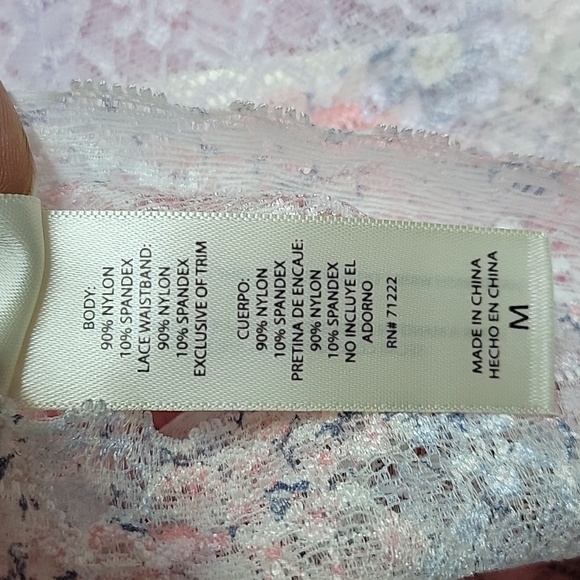 BODY:
90% NYLON
10% SPANDEX
LACE WAISTBAND:
90% NYLON
10% SPANDEX
EXCLUSIVE OF TRIM
CUERPO:
90% NYLON
10% SPANDEX
PRETINA DE ENCAJE:
90% NYLON
10% SPANDEX
NO INCLUYE EL
ADORNO
RN# 71222
MADE IN CHINA
HECHO EN CHINA
M